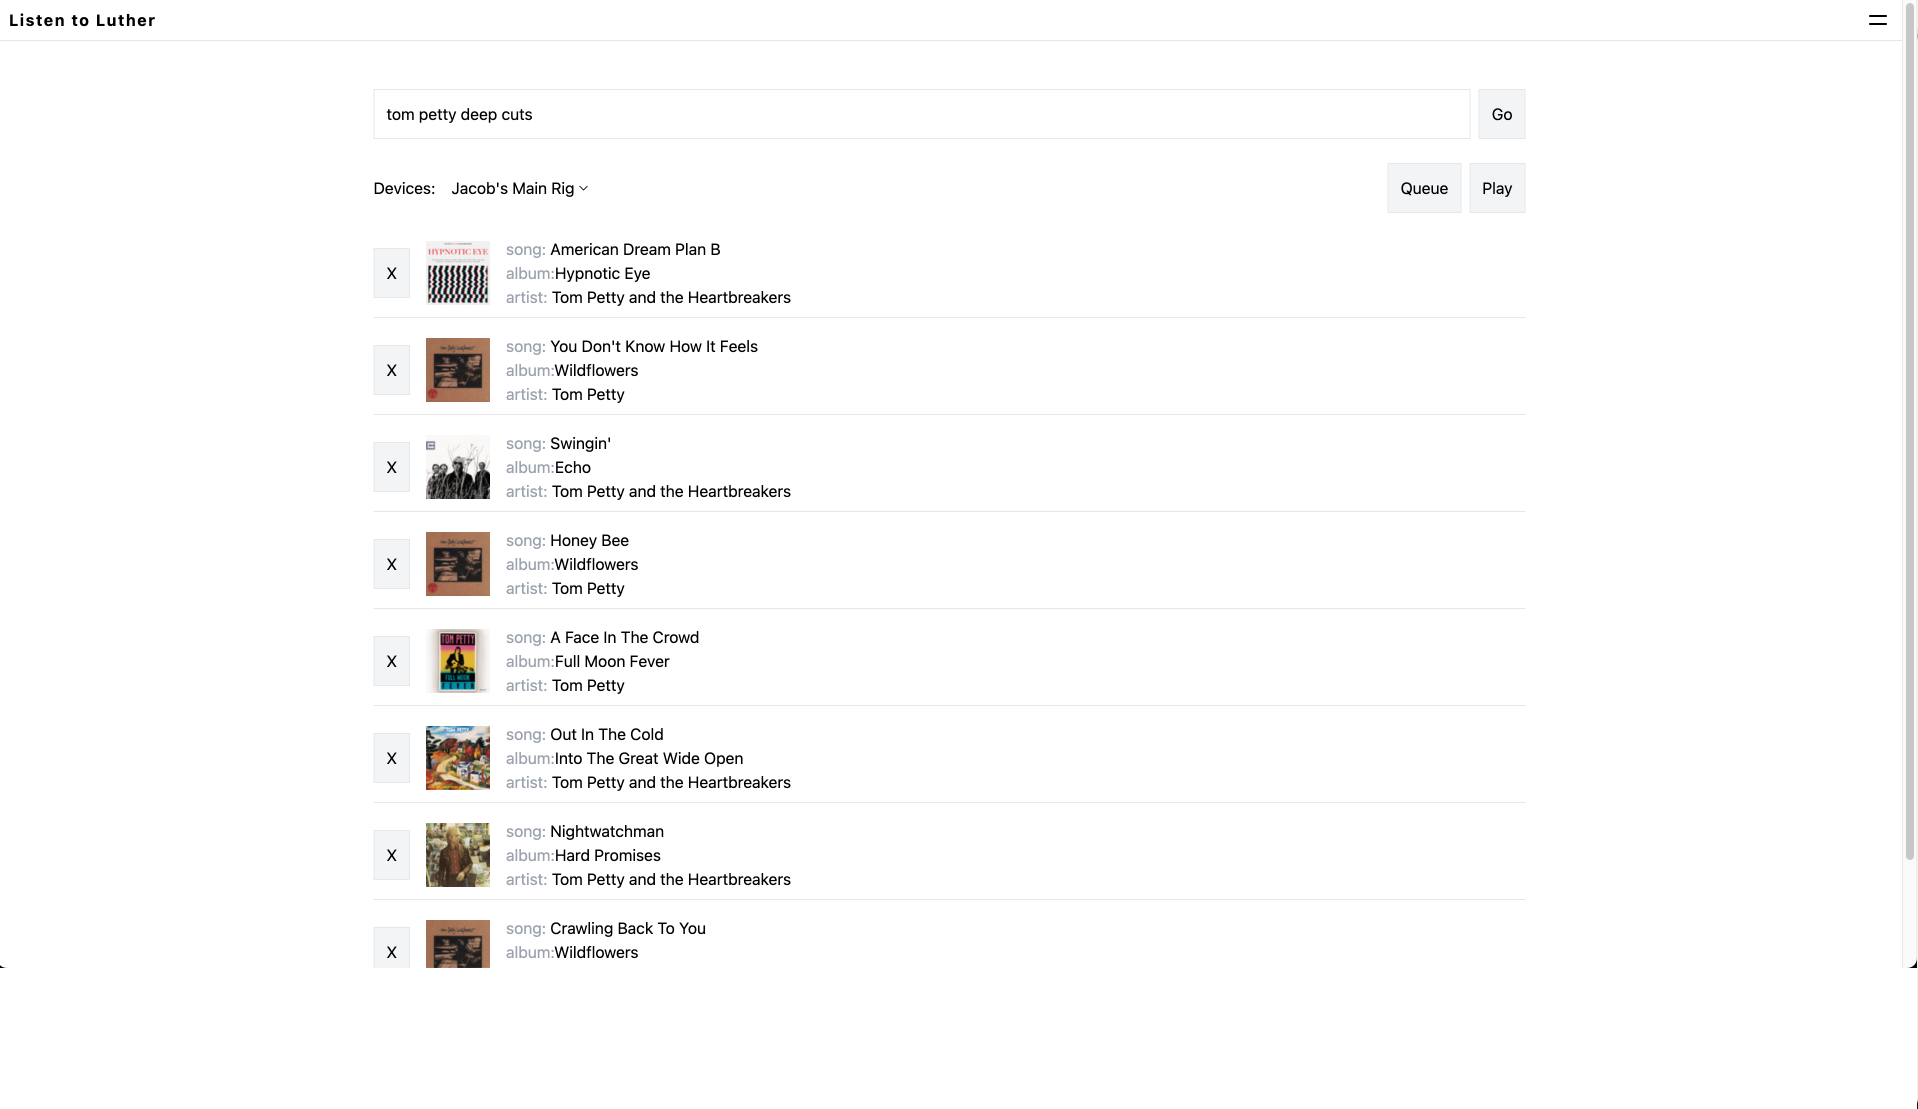 Listen to Luther
tom petty deep cuts
Go
Devices: Jacob's Main Rig
Queue
Play
X
HYPNOTIC EYE
song: American Dream Plan B
album:Hypnotic Eye
artist: Tom Petty and the Heartbreakers
X
song: You Don't Know How It Feels
album:Wildflowers
artist: Tom Petty
X
song: Swingin'
album:Echo
artist: Tom Petty and the Heartbreakers
X
song: Honey Bee
album:Wildflowers
artist: Tom Petty
X
TOM PETTY
FULL MOON
FEVER
song: A Face In The Crowd
album:Full Moon Fever
artist: Tom Petty
X
TOM PETTY
song: Out In The Cold
album:Into The Great Wide Open
artist: Tom Petty and the Heartbreakers
X
song: Nightwatchman
album:Hard Promises
artist: Tom Petty and the Heartbreakers
X
song: Crawling Back To You
album:Wildflowers